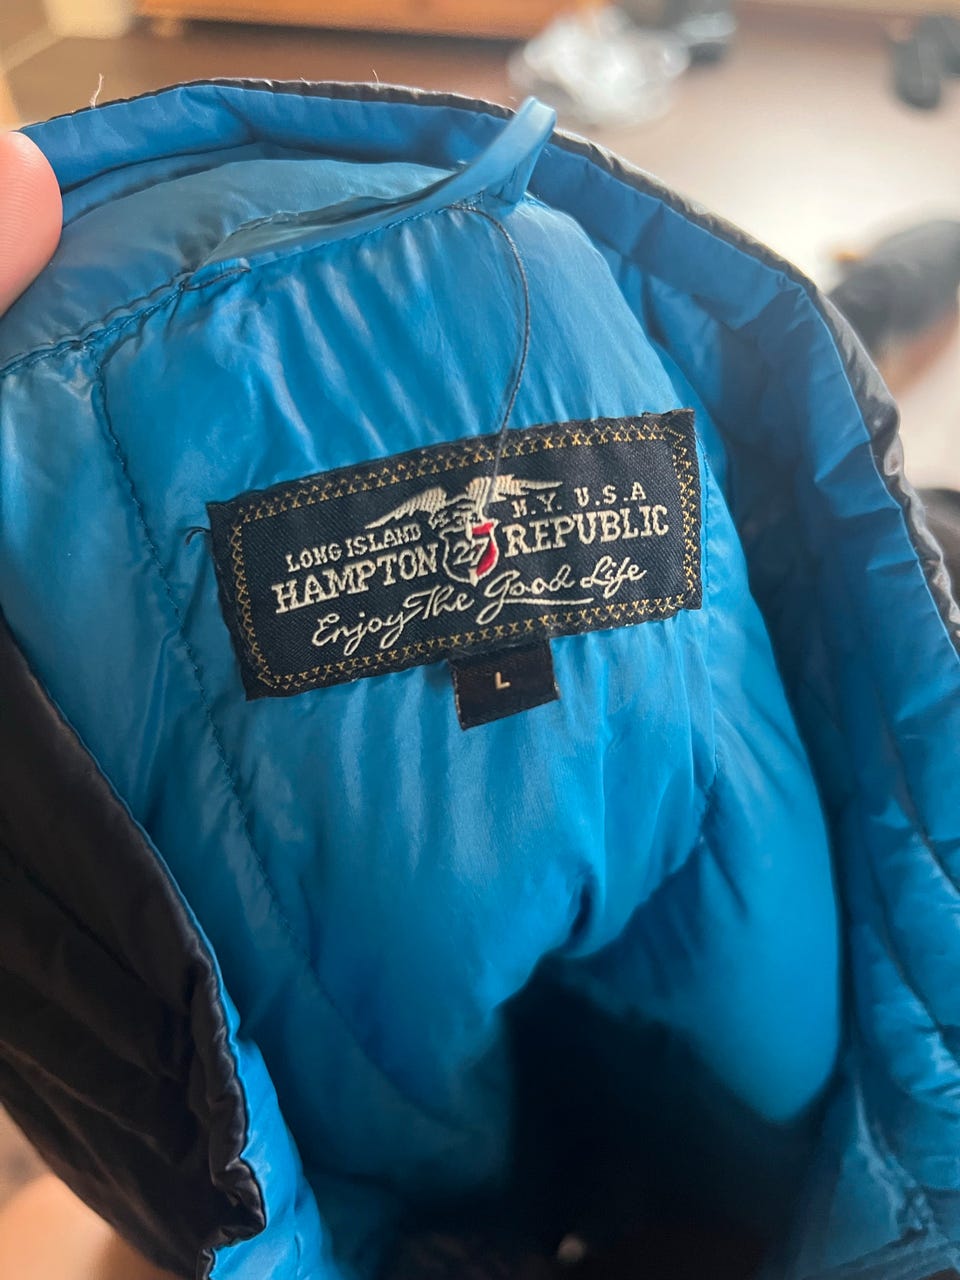 LONG ISLAND N.Y. U.S.A
HAMPTON 27 REPUBLIC
Enjoy The Good Life
L